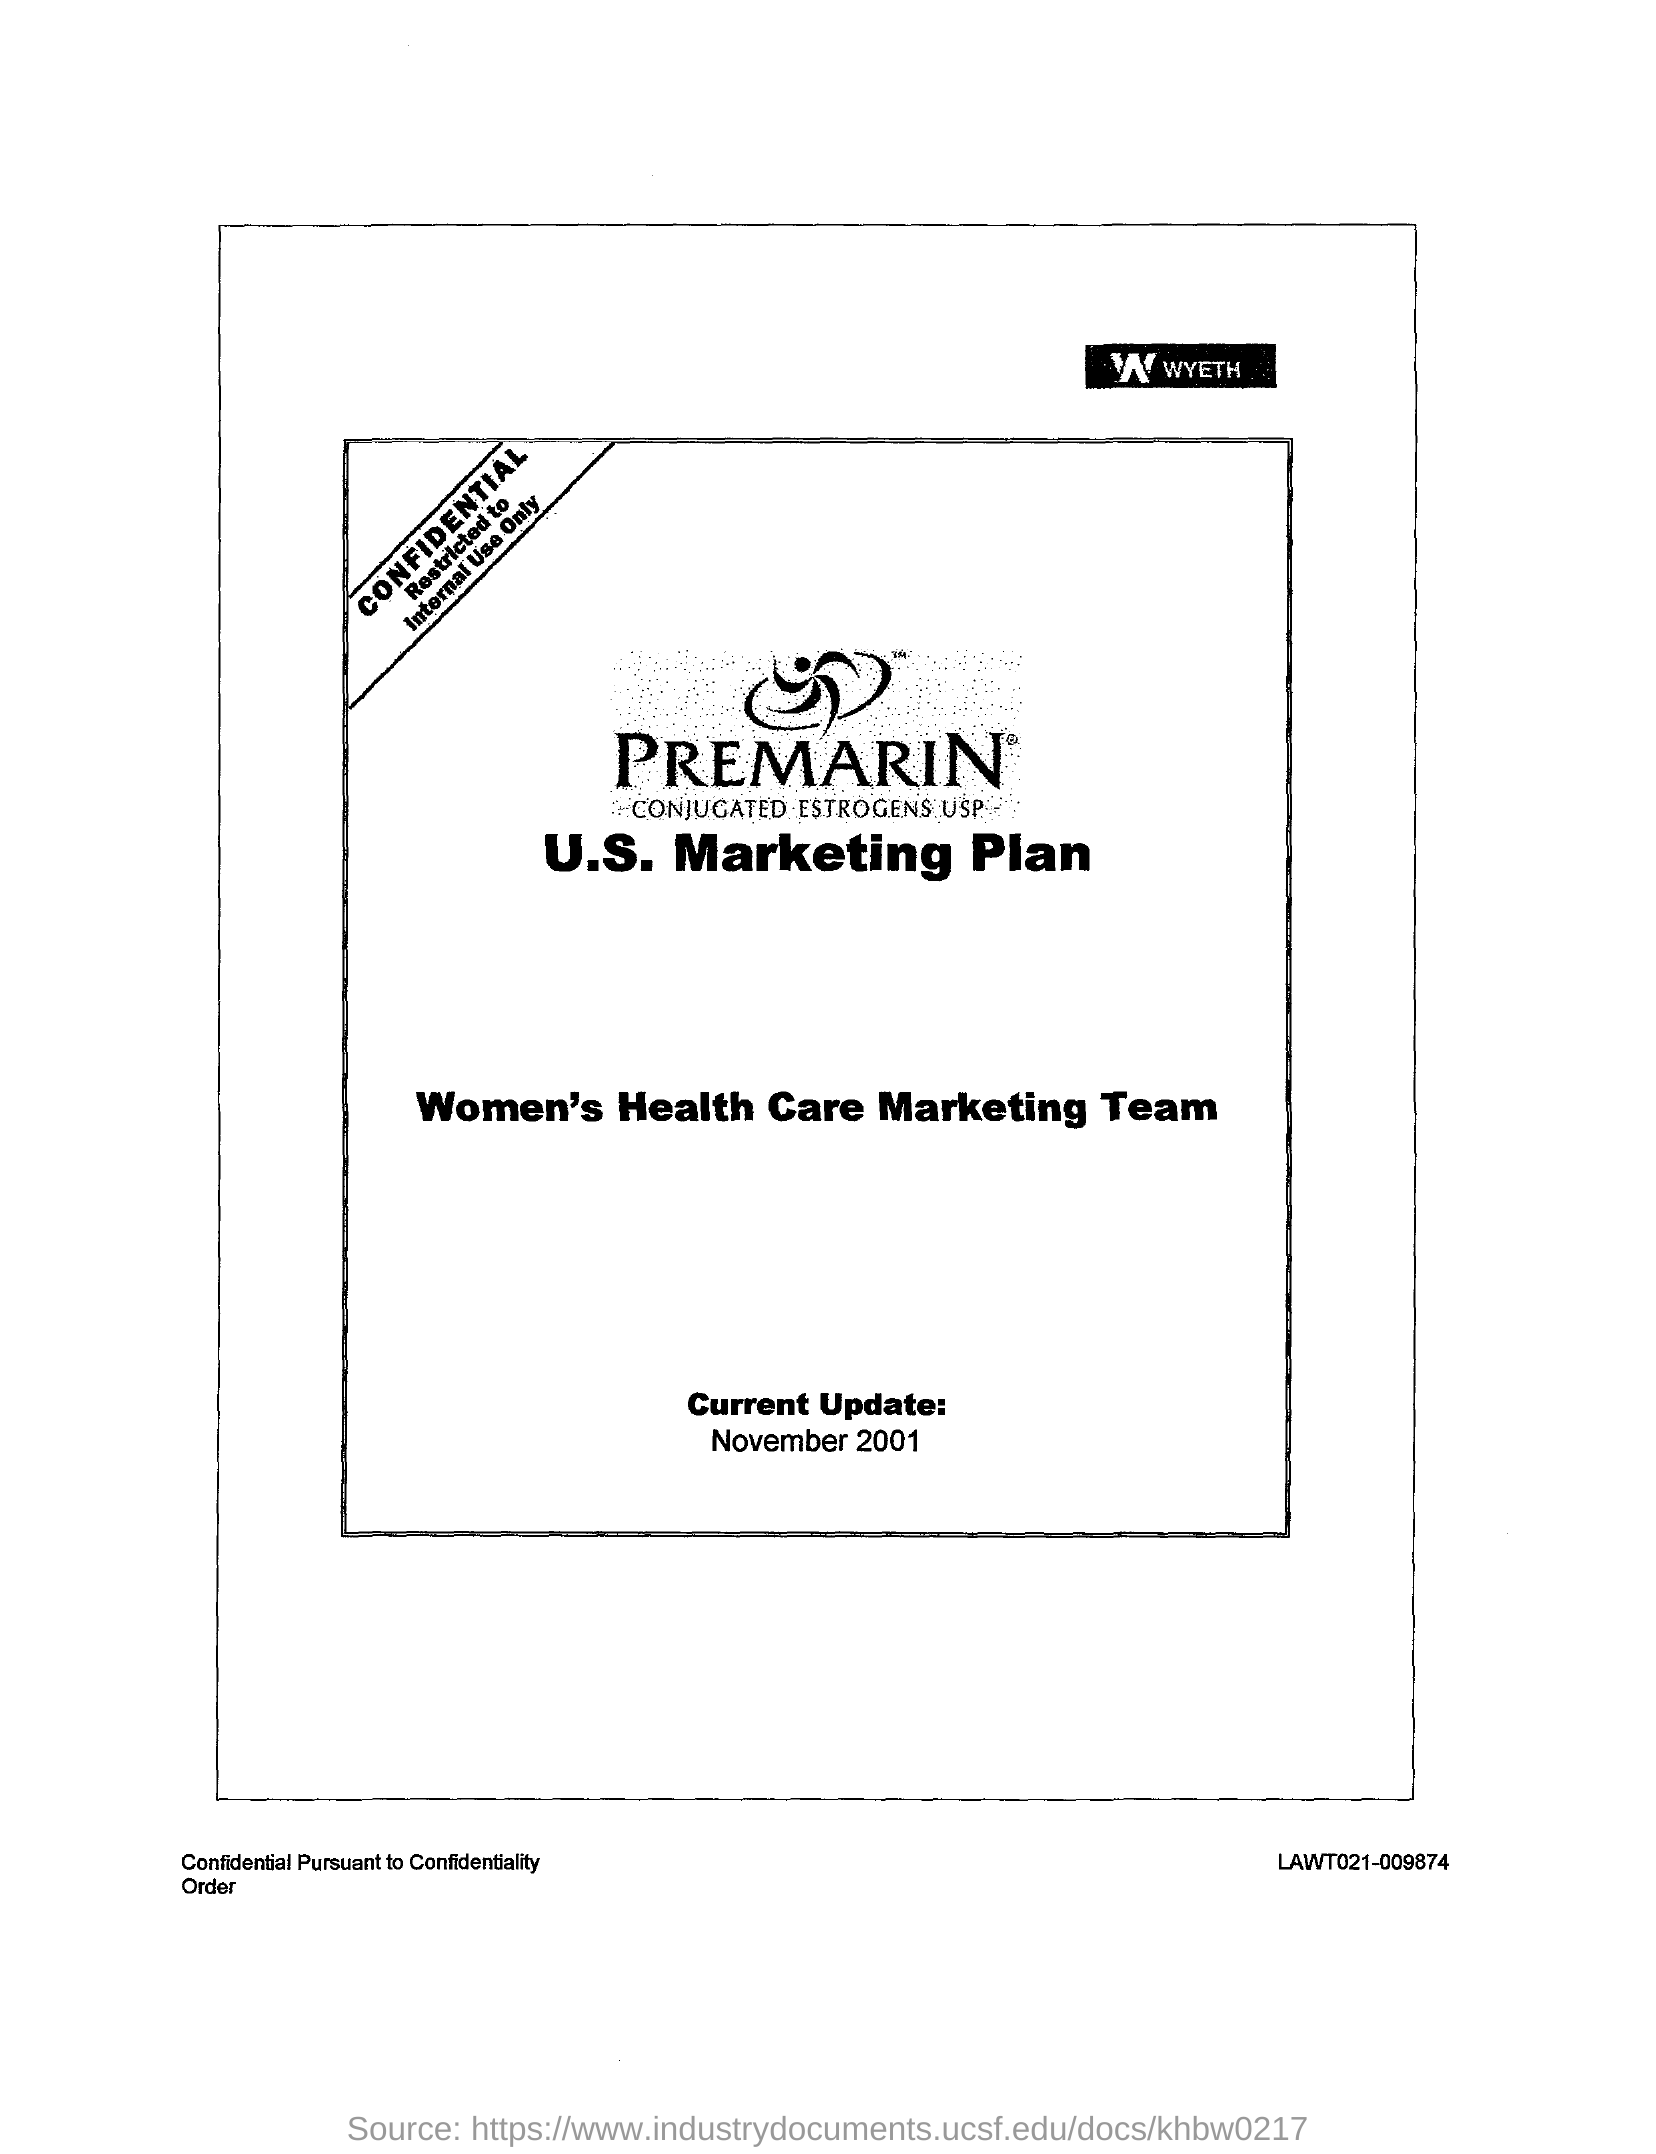 W WYETH
CONFIDENTIAL
Restricted to
Internal Use Only
TM
PREMARIN®
CONJUGATED ESTROGENS USP
U.S. Marketing Plan
Women's Health Care Marketing Team
Current Update:
November 2001
Confidential Pursuant to Confidentiality
Order
LAWT021-009874
Source: https://www.industrydocuments.ucsf.edu/docs/khbw0217